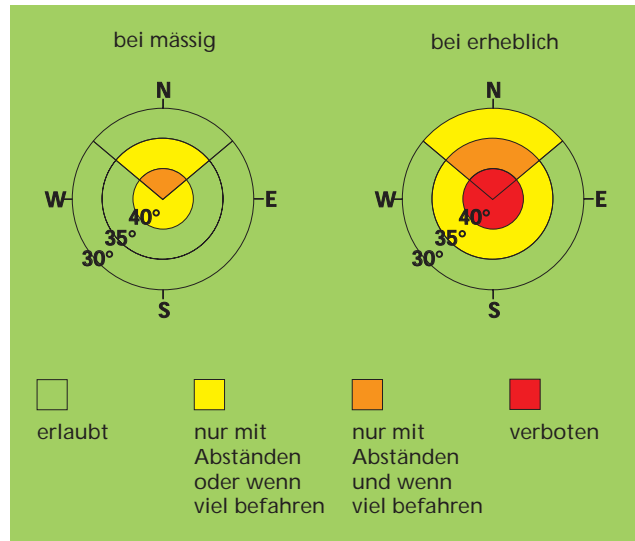 bei mässig
bei erheblich
N
W
E
40°
35°
30°
S
N
W
E
40°
35°
30°
S
erlaubt
nur mit
Abständen
oder wenn
viel befahren
nur mit
Abständen
und wenn
viel befahren
verboten